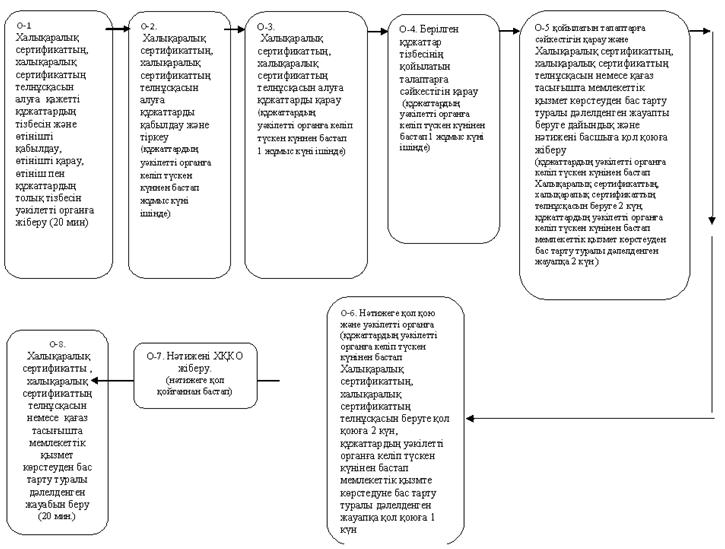 О-1
Халықаралық
сертификаттың,
халықаралық
сертификаттың
телнұсқасын
алуға қажетті
құжаттардың
тізбесін және
өтінішті
қабылдау,
өтінішті қарау,
өтініш пен
құжаттардың
толық тізбесін
уәкілетті органға
жіберу (20 мин)
О-2.
Халықаралық
сертификаттың,
халықаралық
сертификаттың
телнұсқасын
алуға
құжаттарды
қабылдау және
тіркеу
(құжаттардың
уәкілетті органға
келіп түскен
күннен бастап
жұмыс күні
ішінде)
О-3.
Халықаралық
сертификаттың,
халықаралық
сертификаттың
телнұсқасын алуға
құжаттарды қарау
(құжаттардың
уәкілетті органға келіп
түскен күннен бастап
1 жұмыс күні ішінде)
О-4. Берілген
құжаттар
тізбесінің
қойылатын
талаптарға
сәйкестігін қарау
(құжаттардың
уәкілетті органға
келіп түскен күнінен
бастап1 жұмыс күні
ішінде)
О-5 қойылатын талаптарға
сәйкестігін қарау және
Халықаралық сертификаттың,
халықаралық сертификаттың
телнұсқасын немесе қағаз
тасығышта мемлекеттік
қызмет көрстеуден бас тарту
туралы дәлелденген жауапты
беруге дайындық және
нәтижені басшыға қол қоюға
жіберу
(құжаттардың уәкілетті органға
келіп түскен күнінен бастап
Халықаралық сертификаттың,
халықаралық сертификаттың
телнұсқасын беруге 2 күн,
құжаттардың уәкілетті органға
келіп түскен күнінен бастап
мемлекеттік қызмет көрстеуден
бас тарту туралы дәлелденген
жауапқа 2 күн )
О-6. Нәтижеге қол қою
және уәкілетті органға
(құжаттардың уәкілетті
органға келіп түскен
күнінен бастап
Халықаралық
сертификаттың,
халықаралық
сертификаттың
телнұсқасын беруге қол
қоюға 2 күн,
құжаттардың уәкілетті
органға келіп түскен
күнінен бастап
мемлекеттік қызмте
көрстедуне бас тарту
туралы дәлелденген
жауапқа қол қоюға 1
күн
О-7. Нәтижені ХҚКО
жіберу.
(нәтижеге қол
қойғаннан бастап)
О-8.
Халықаралық
сертификатты ,
халықаралық
сертификаттың
телнұсқасын
немесе қағаз
тасығышта
мемлекеттік
қызмет
көрстеуден бас
тарту туралы
дәлелденген
жауабын беру
(20 мин.)